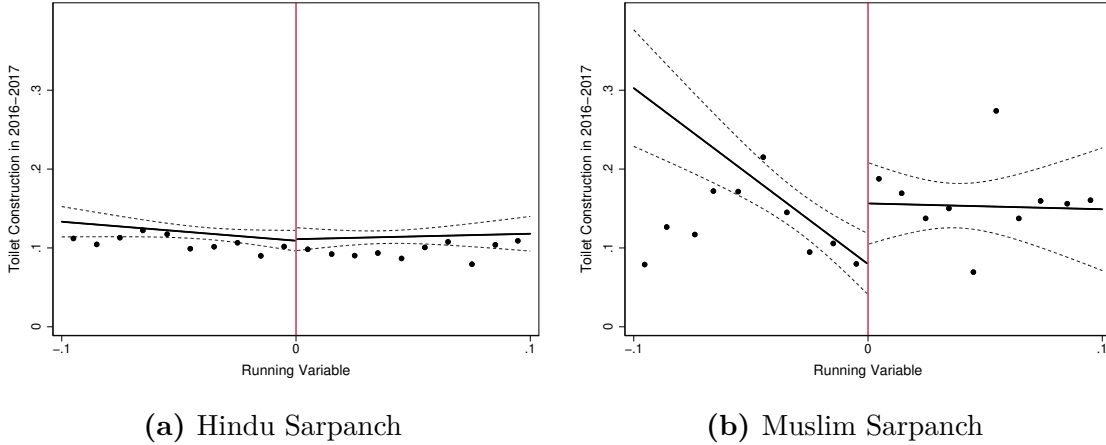 Toilet Construction in 2016−2017
.3
.2
.1
0
−.1
0
.1
Running Variable
(a) Hindu Sarpanch
Toilet Construction in 2016−2017
.3
.2
.1
0
−.1
0
.1
Running Variable
(b) Muslim Sarpanch